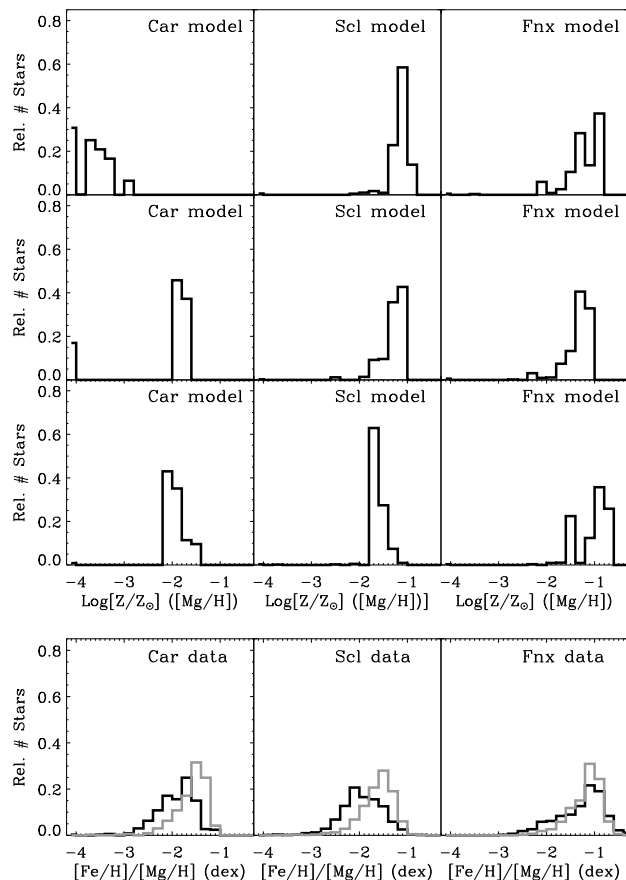 Car model Scl model Fnx model
0.8
0.6
0.4
0.2
0.0
Rel. # Stars
Car model Scl model Fnx model
0.8
0.6
0.4
0.2
0.0
Rel. # Stars
Car model Scl model Fnx model
0.8
0.6
0.4
0.2
0.0
Rel. # Stars
−4 −3 −2 −1 −4 −3 −2 −1 −4 −3 −2 −1
Log[Z/Z⊙] ([Mg/H]) Log[Z/Z⊙] ([Mg/H])] Log[Z/Z⊙] ([Mg/H])
Car data Scl data Fnx data
0.8
0.6
0.4
0.2
0.0
Rel. # Stars
−4 −3 −2 −1 −4 −3 −2 −1 −4 −3 −2 −1
[Fe/H]/[Mg/H] (dex) [Fe/H]/[Mg/H] (dex) [Fe/H]/[Mg/H] (dex)